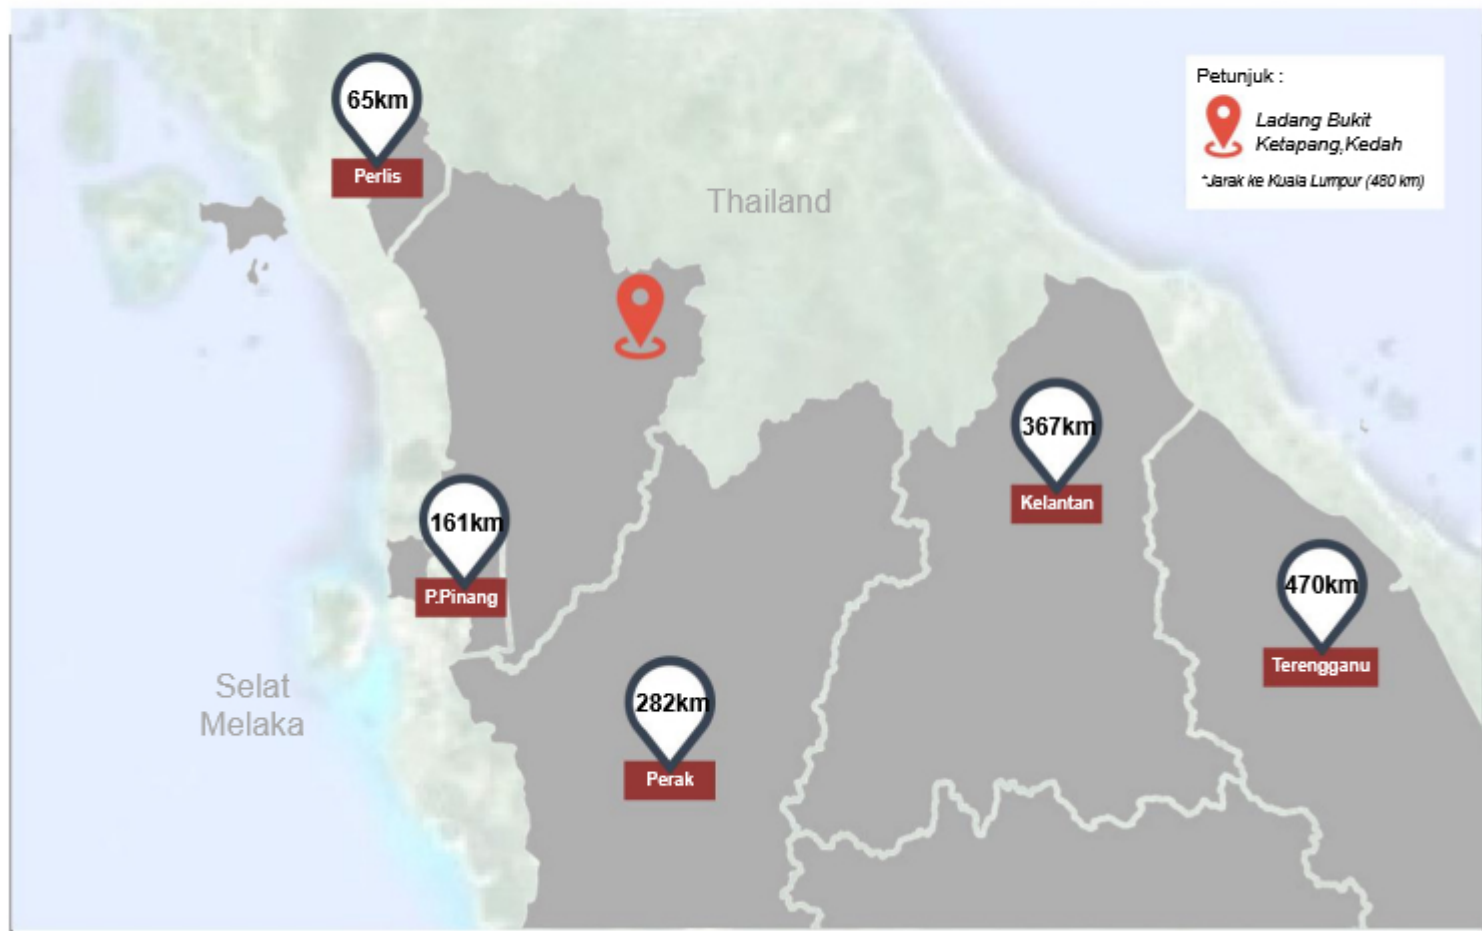 65km
Perlis
Thailand
Petunjuk :
Ladang Bukit
Ketapang,Kedah
*Jarak ke Kuala Lumpur (480 km)
367km
Kelantan
161km
P.Pinang
470km
Terengganu
Selat
Melaka
282km
Perak